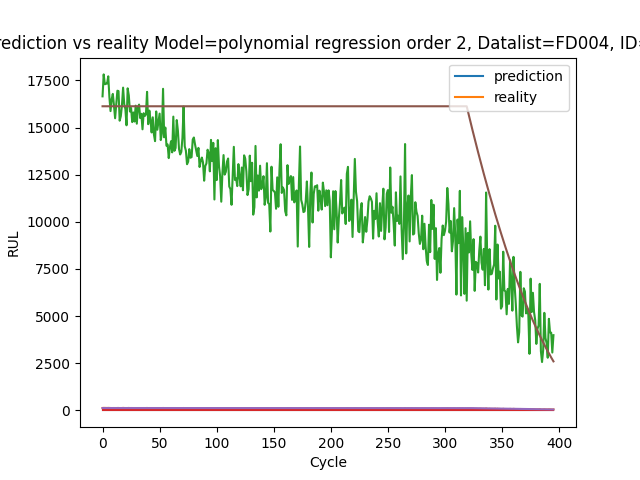 rediction vs reality Model=polynomial regression order 2, Datalist=FD004, ID=
prediction
reality
RUL
17500
15000
12500
10000
7500
5000
2500
0
0 50 100 150 200 250 300 350 400
Cycle